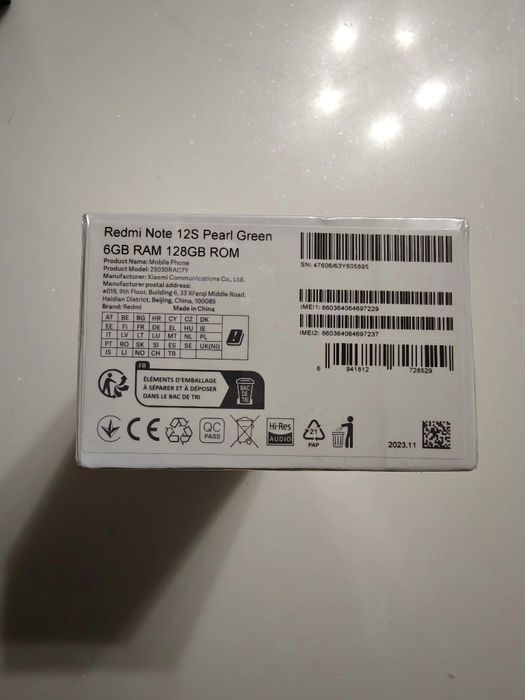 Redmi Note 12S Pearl Green
6GB RAM 128GB ROM
Product Name: Mobile Phone
Product Model: 23030RAC7Y
Manufacturer: Xiaomi Communications Co., Ltd.
Manufacturer postal address:
#019, 9th Floor, Building 6, 33 Xi'erqi Middle Road,
Haidian District, Beijing, China, 100085
Brand: Redmi Made in China
AT BE BG HR CY CZ DK
EE FI FR DE EL HU IE
IT LV LT LU MT NL PL
PT RO SK SI ES SE UK(NI)
IS LI NO CH TR
SN: 47606/63Y605895
IMEI1: 860364064697229
IMEI2: 860364064697237
6 941812 728529
FR
ÉLÉMENTS D'EMBALLAGE
À SÉPARER ET À DÉPOSER
DANS LE BAC DE TRI
BAC
DE
TRI
CE
QC
PASS
Hi-Res
AUDIO
21
PAP
2023.11